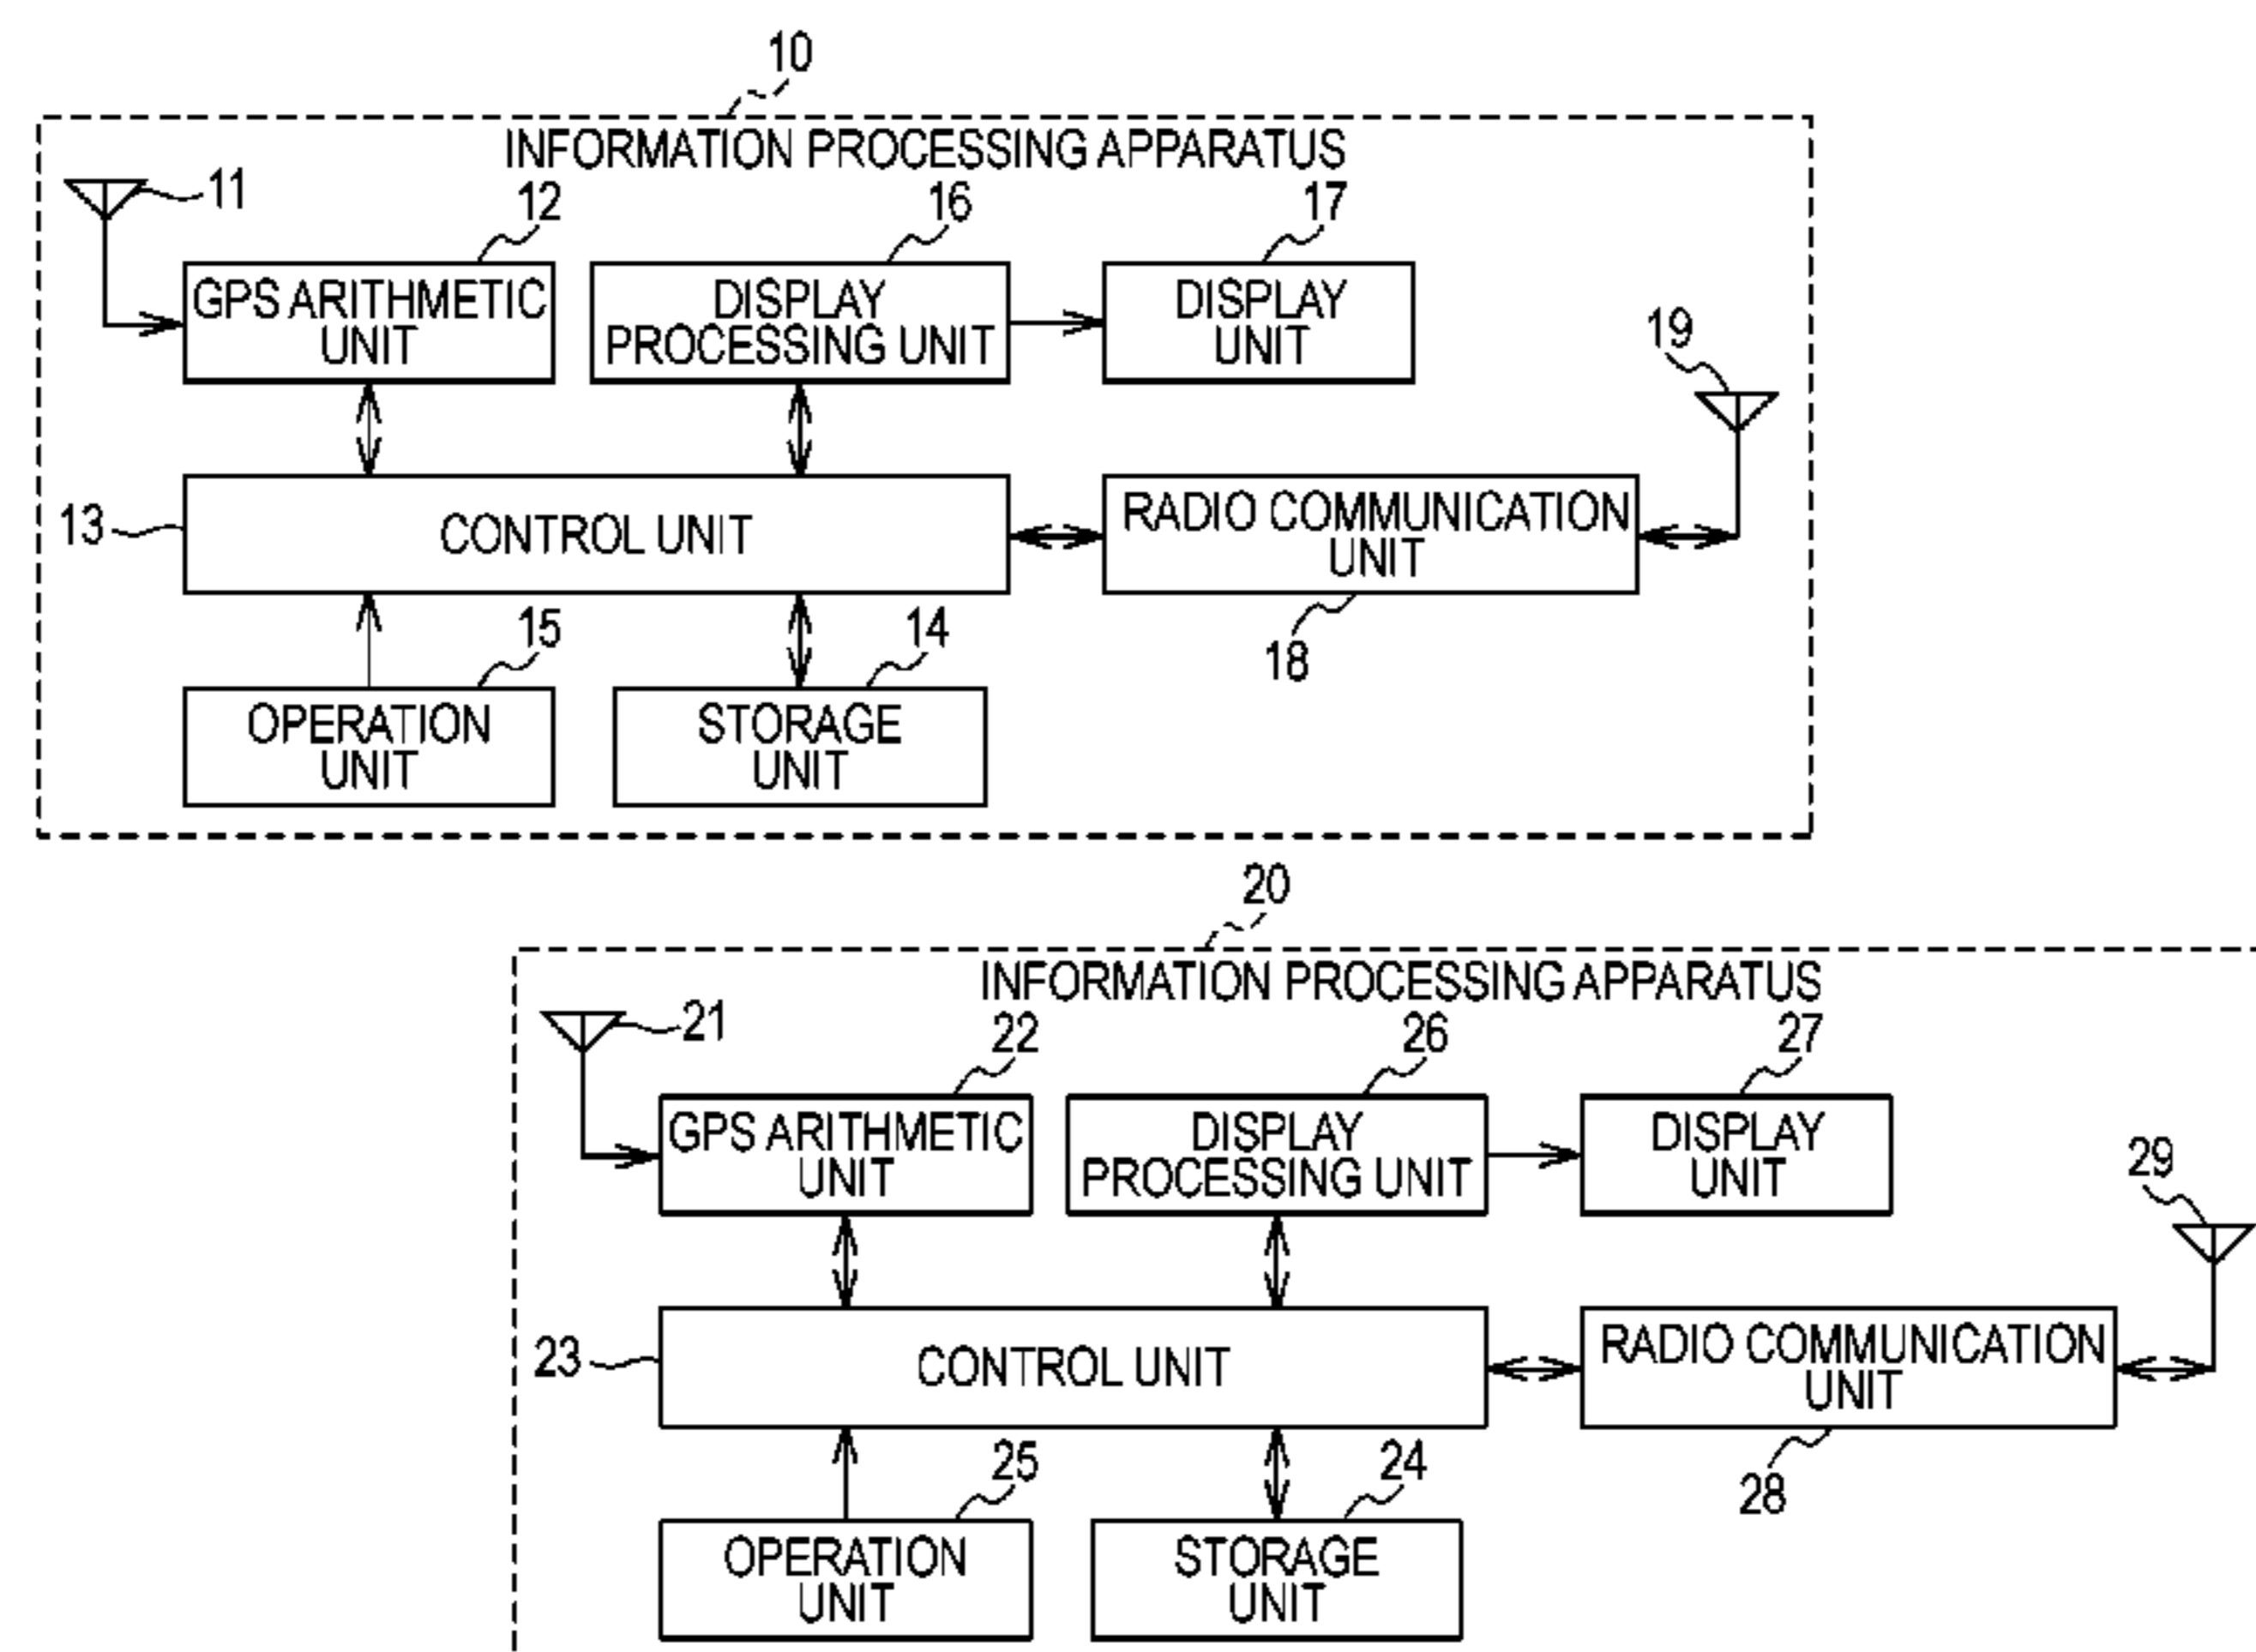 10
INFORMATION PROCESSING APPARATUS
11
12
16
17
GPS ARITHMETIC
UNIT
DISPLAY
PROCESSING UNIT
DISPLAY
UNIT
19
13
CONTROL UNIT
RADIO COMMUNICATION
UNIT
15
14
18
OPERATION
UNIT
STORAGE
UNIT
20
INFORMATION PROCESSING APPARATUS
21
22
26
27
GPS ARITHMETIC
UNIT
DISPLAY
PROCESSING UNIT
DISPLAY
UNIT
29
23
CONTROL UNIT
RADIO COMMUNICATION
UNIT
25
24
28
OPERATION
UNIT
STORAGE
UNIT